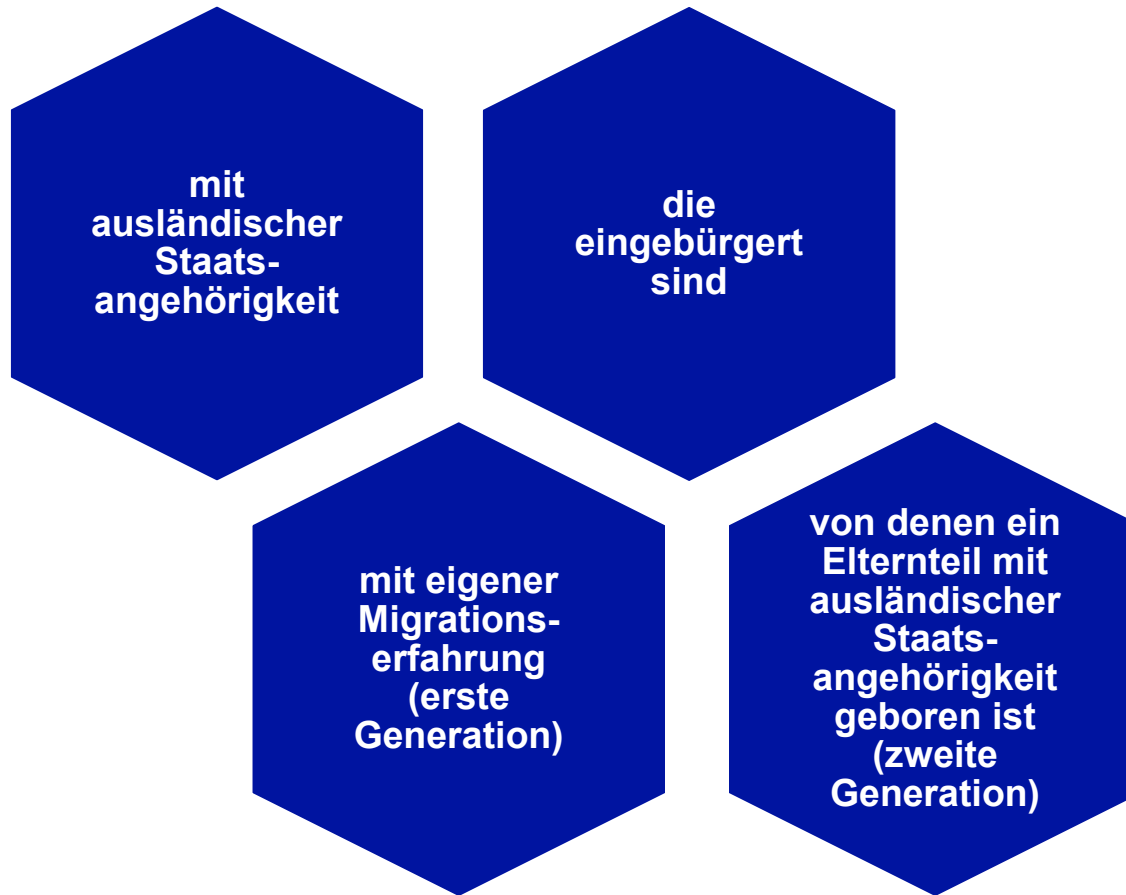 mit
ausländischer
Staats-
angehörigkeit
die
eingebürgert
sind
mit eigener
Migrations-
erfahrung
(erste
Generation)
von denen ein
Elternteil mit
ausländischer
Staats-
angehörigkeit
geboren ist
(zweite
Generation)